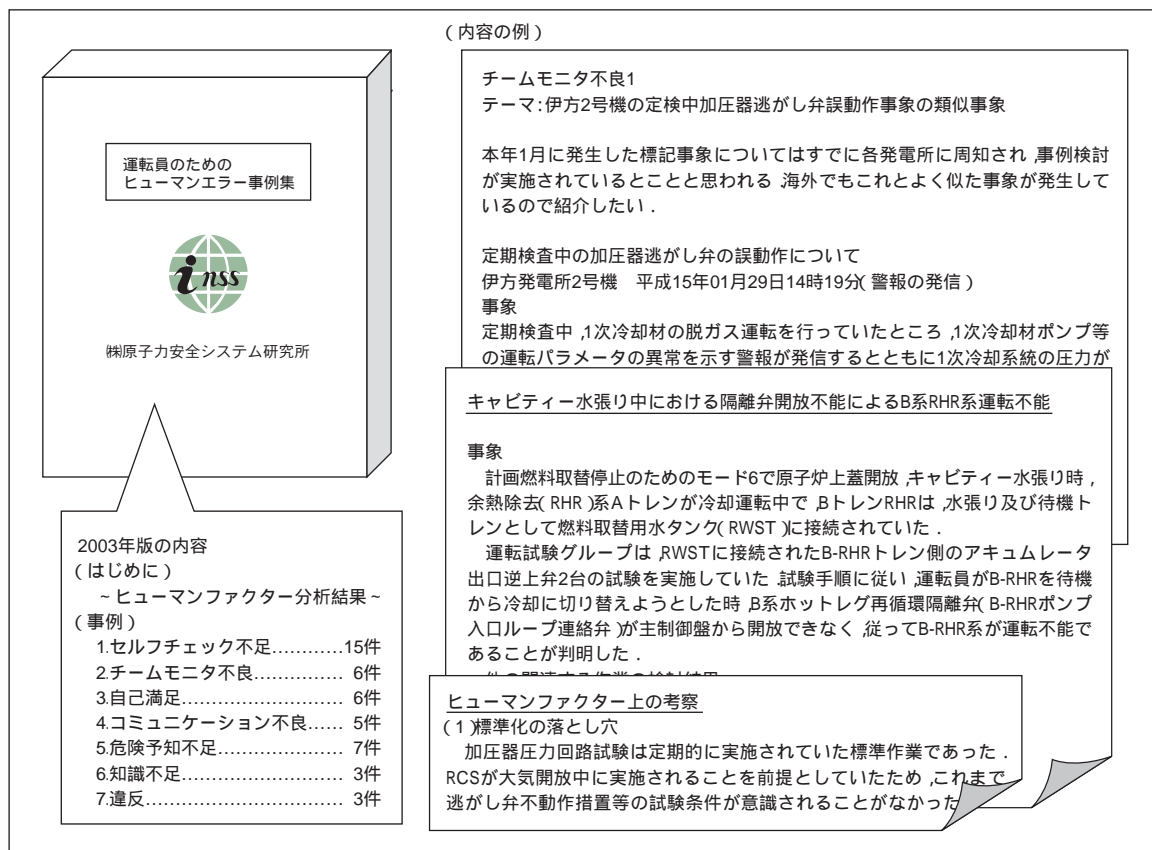 運転員のための
ヒューマンエラー事例集
inss
㈱原子力安全システム研究所
2003年版の内容
(はじめに)
~ヒューマンファクター分析結果~
(事例)
1.セルフチェック不足…………15件
2.チームモニタ不良…………… 6件
3.自己満足……………………… 6件
4.コミュニケーション不良…… 5件
5.危険予知不足………………… 7件
6.知識不足……………………… 3件
7.違反…………………………… 3件
(内容の例)
チームモニタ不良1
テーマ:伊方2号機の定検中加圧器逃がし弁誤動作事象の類似事象
本年1月に発生した標記事象についてはすでに各発電所に周知され,事例検討
が実施されているとことと思われる.海外でもこれとよく似た事象が発生して
いるので紹介したい.
定期検査中の加圧器逃がし弁の誤動作について
伊方発電所2号機 平成15年01月29日14時19分(警報の発信)
事象
定期検査中,1次冷却材の脱ガス運転を行っていたところ,1次冷却材ポンプ等
の運転パラメータの異常を示す警報が発信するとともに1次冷却系統の圧力が
キャビティー水張り中における隔離弁開放不能によるB系RHR系運転不能
事象
計画燃料取替停止のためのモード6で原子炉上蓋開放,キャビティー水張り時,
余熱除去(RHR)系Aトレンが冷却運転中で,BトレンRHRは,水張り及び待機ト
レンとして燃料取替用水タンク(RWST)に接続されていた.
運転試験グループは,RWSTに接続されたB-RHRトレン側のアキュムレータ
出口逆止弁2台の試験を実施していた.試験手順に従い,運転員がB-RHRを待機
から冷却に切り替えようとした時,B系ホットレグ再循環隔離弁(B-RHRポンプ
入口ループ連絡弁)が主制御盤から開放できなく,従ってB-RHR系が運転不能で
あることが判明した.
ヒューマンファクター上の考察
(1)標準化の落とし穴
加圧器圧力回路試験は定期的に実施されていた標準作業であった.
RCSが大気開放中に実施されることを前提としていたため,これまで
逃がし弁不動作措置等の試験条件が意識されることがなかった